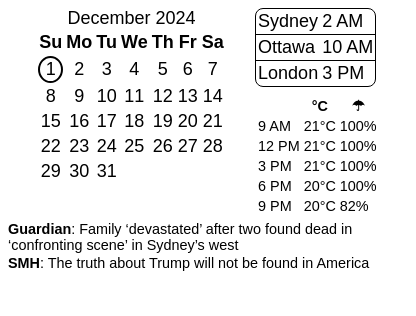 December 2024
Su Mo Tu We Th Fr Sa
1 2 3 4 5 6 7
8 9 10 11 12 13 14
15 16 17 18 19 20 21
22 23 24 25 26 27 28
29 30 31
Sydney 2 AM
Ottawa 10 AM
London 3 PM
°C ☂
9 AM 21°C 100%
12 PM 21°C 100%
3 PM 21°C 100%
6 PM 20°C 100%
9 PM 20°C 82%
Guardian: Family ‘devastated’ after two found dead in
‘confronting scene’ in Sydney’s west
SMH: The truth about Trump will not be found in America